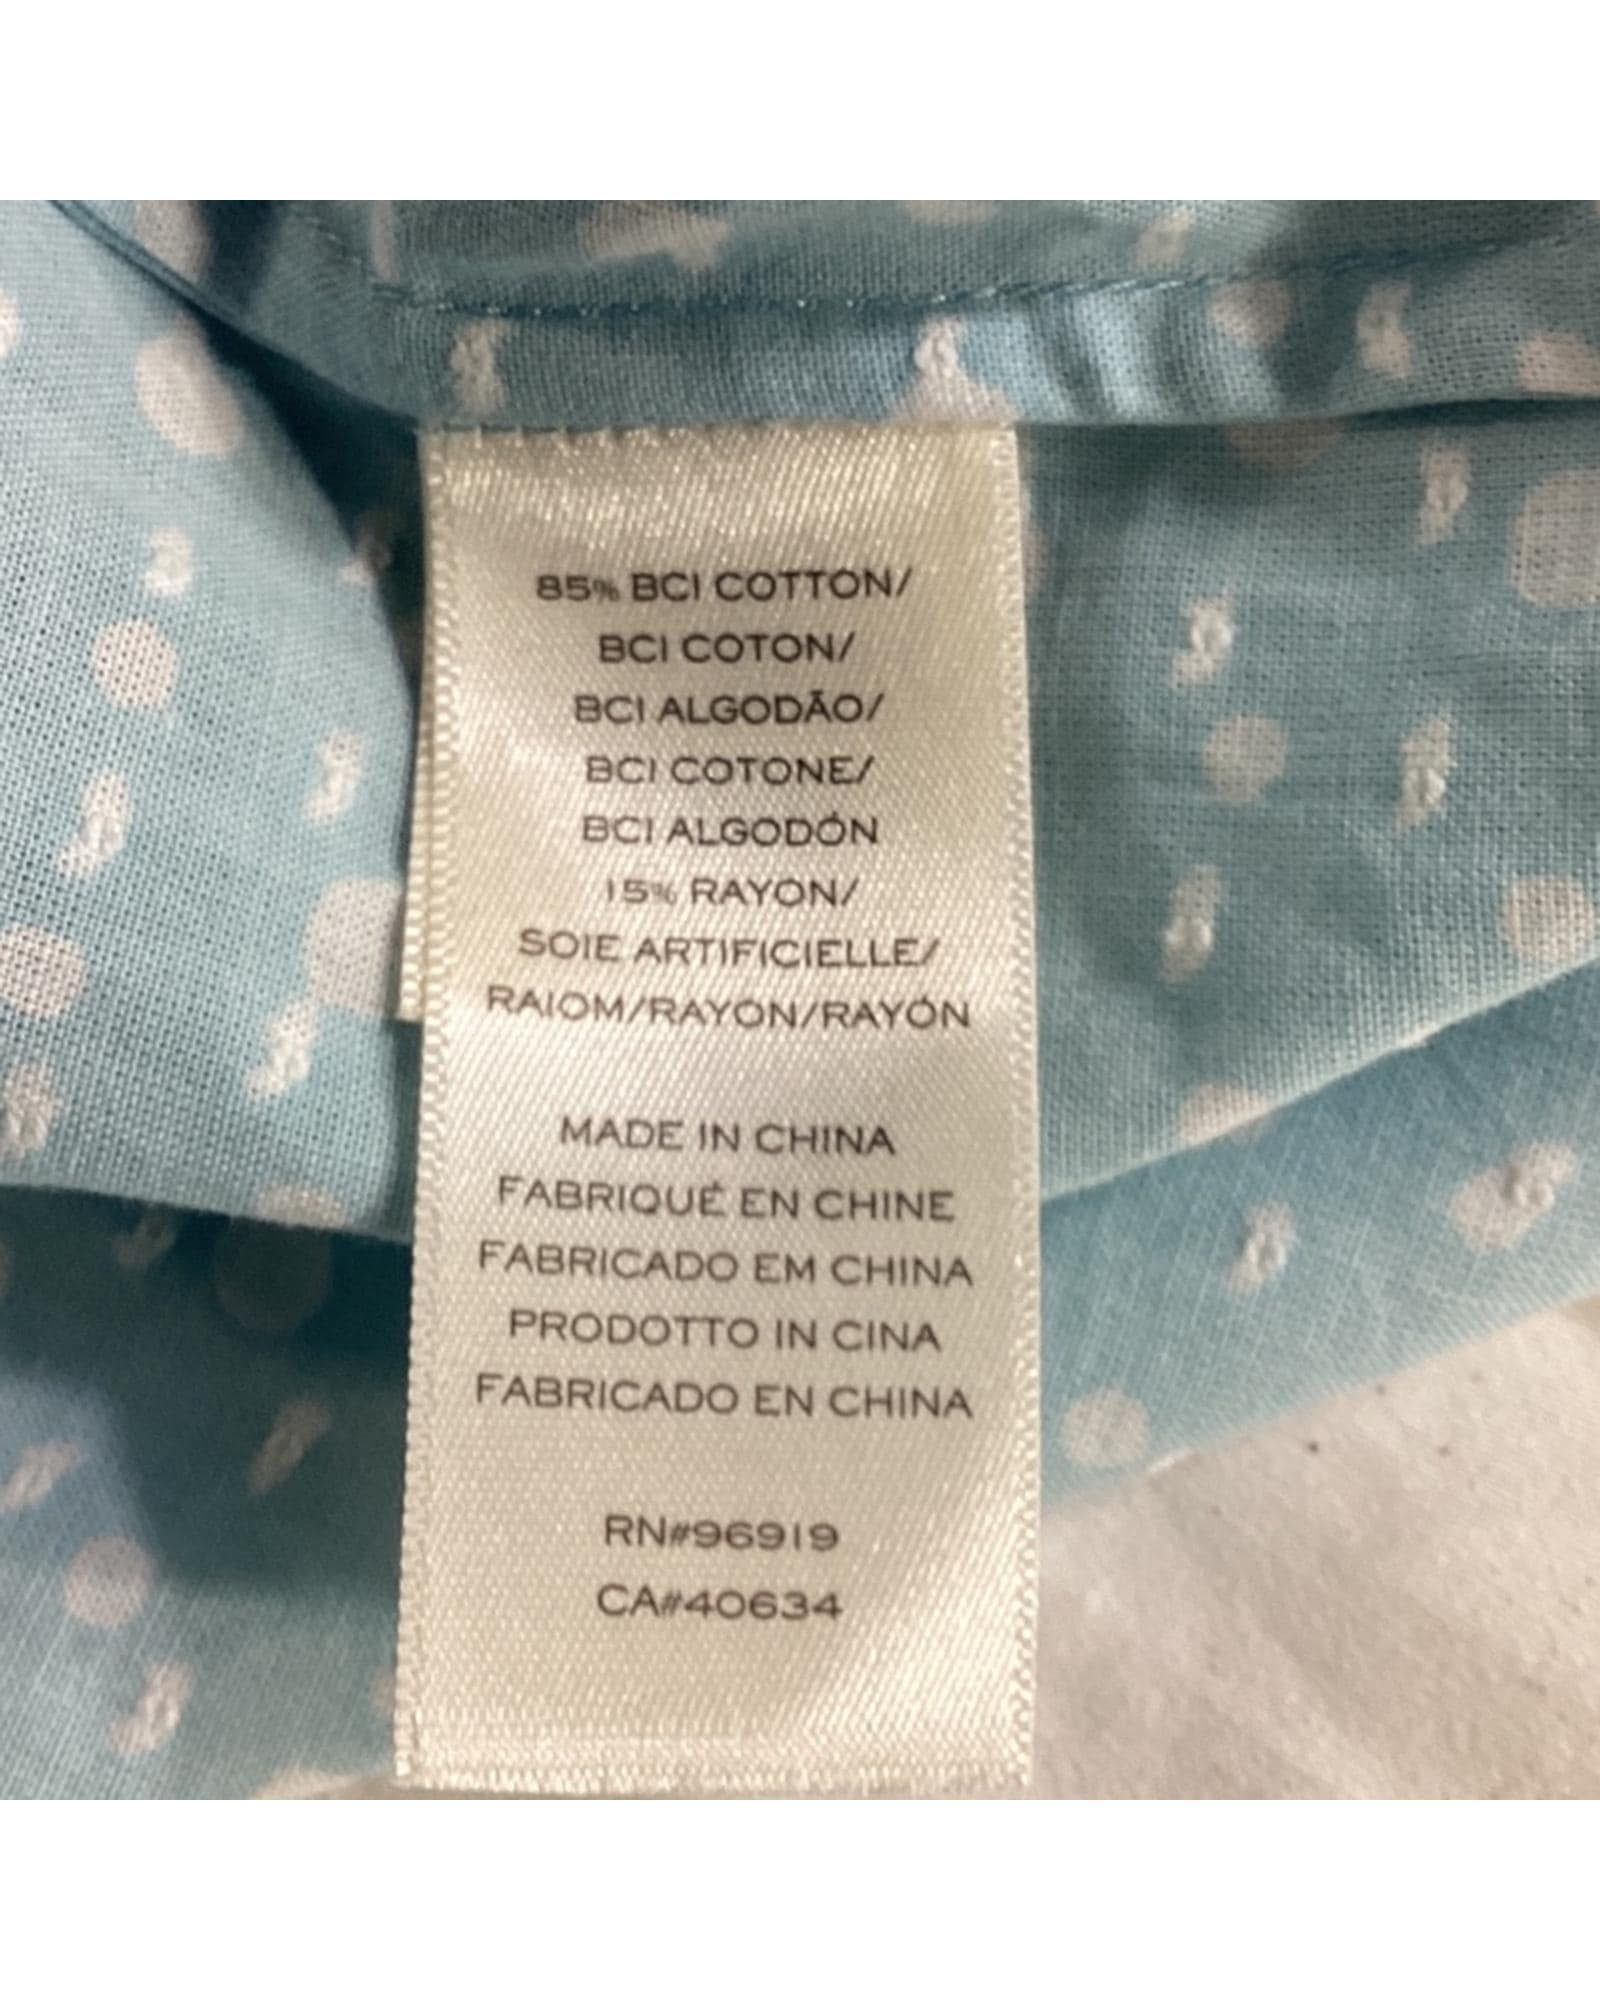 85% BCI COTTON/
BCI COTON/
BCI ALGODÃO/
BCI COTONE/
BCI ALGODÓN
15% RAYON/
SOIE ARTIFICIELLE/
RAIOM/RAYON/RAYÓN
MADE IN CHINA
FABRIQUÉ EN CHINE
FABRICADO EM CHINA
PRODOTTO IN CINA
FABRICADO EN CHINA
RN#96919
CA#40634